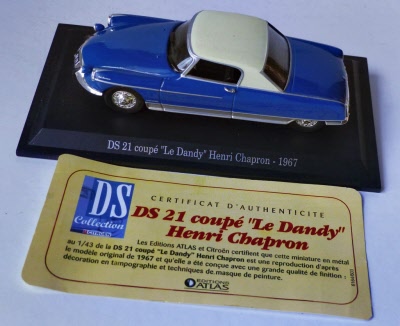 DS 21 coupé "Le Dandy" Henri Chapron - 1967
DS
Collection
CERTIFICAT D'AUTHENTICITE
DS 21 coupé "Le Dandy"
Henri Chapron
Les Editions ATLAS et Citroën certifient que cette miniature en métal
au 1/43 de la DS 21 coupé "Le Dandy" Henri Chapron est une reproduction d'après
le modèle original de 1967 et qu'elle a été conçue avec une grande qualité de finition :
décoration en tampographie et techniques de masque de peinture.
EDITIONS
ATLAS